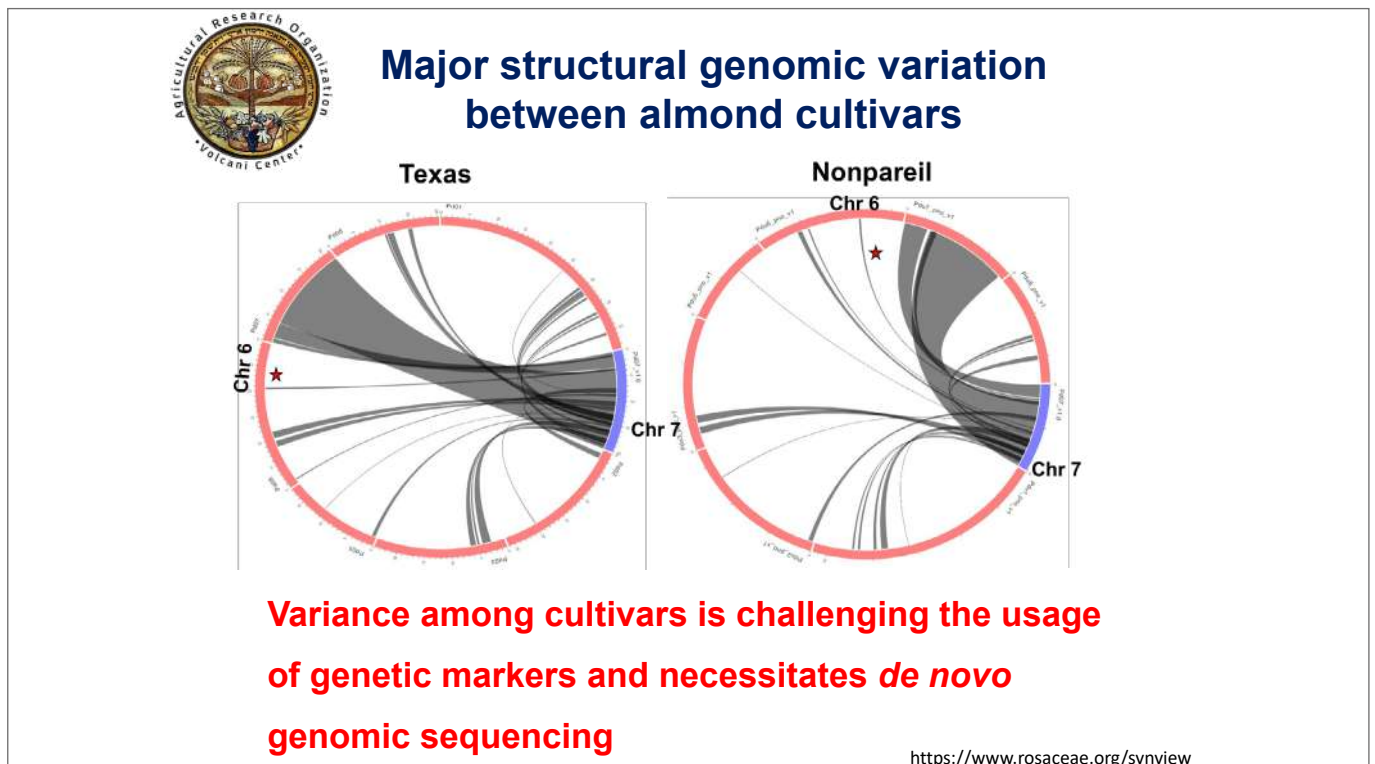 Agricultural Research Organization
•Volcani Center•
Major structural genomic variation
between almond cultivars
Texas
Nonpareil
Chr 6
Chr 6
Chr 7
Chr 7
Variance among cultivars is challenging the usage
of genetic markers and necessitates de novo
genomic sequencing
https://www.rosaceae.org/synview